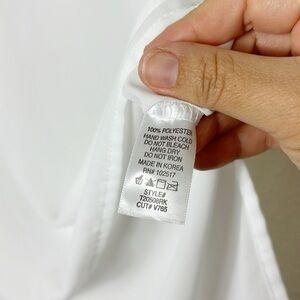 100% POLYESTER
HAND WASH COLD
DO NOT BLEACH
HANG DRY
DO NOT IRON
MADE IN KOREA
RN# 102517
STYLE#
T20506RK
CUT# V765